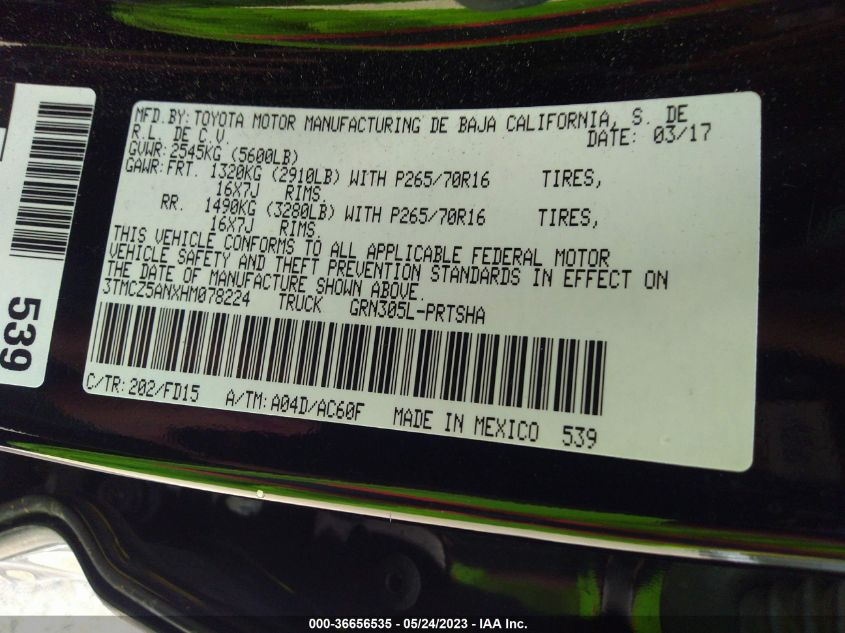 MFD.BY: TOYOTA MOTOR MANUFACTURING DE BAJA CALIFORNIA, S. DE
R.L. DE C.V.
DATE: 03/17
GVWR: 2545KG (5600LB)
GAWR: FRT. 1320KG (2910LB) WITH P265/70R16 TIRES,
16X7J RIMS.
RR. 1490KG (3280LB) WITH P265/70R16 TIRES,
16X7J RIMS.
THIS VEHICLE CONFORMS TO ALL APPLICABLE FEDERAL MOTOR
VEHICLE SAFETY AND THEFT PREVENTION STANDARDS IN EFFECT ON
THE DATE OF MANUFACTURE SHOWN ABOVE.
3TMCZ5ANXHM078224 TRUCK GRN305L-PRTSHA
C/TR: 202/FD15 A/TM: A04D/AC60F MADE IN MEXICO 539
539
000-36656535 - 05/24/2023 - IAA Inc.